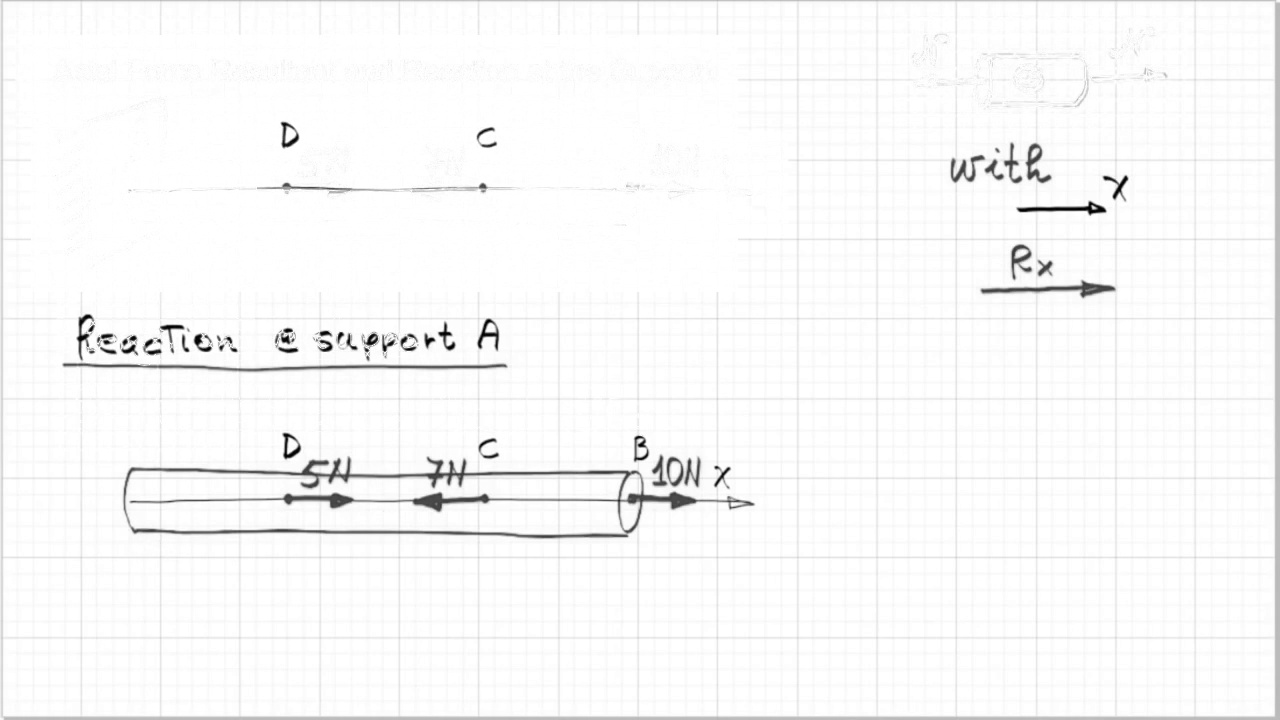 D C
with x
Rx
Reaction @ support A
D C B
5N 7N 10N x